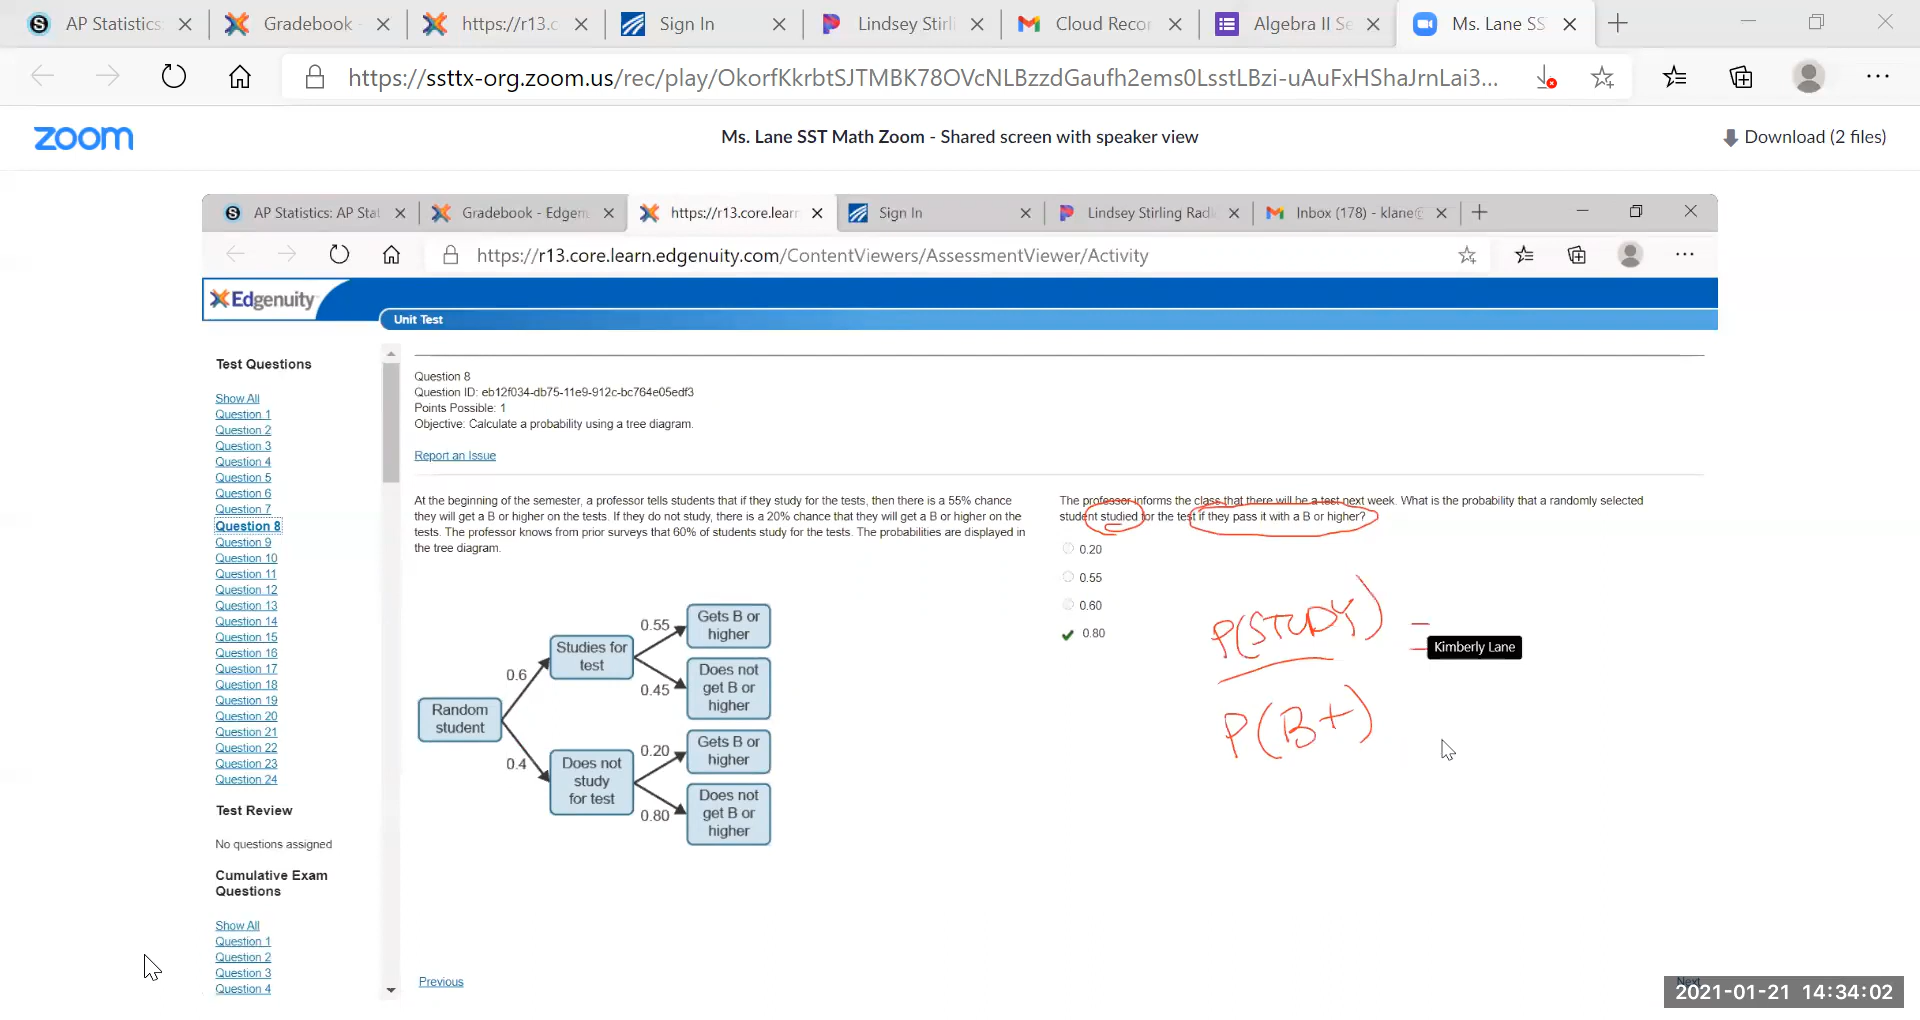 AP Statistics:
Gradebook -
https://r13.c
Sign In
Lindsey Stirli
Cloud Recor
Algebra II Se
Ms. Lane SS
https://ssttx-org.zoom.us/rec/play/OkorfKkrbtSJTMBK78OVcNLBzzdGaufh2ems0LsstLBzi-uAuFxHShaJrnLai3...
zoom
Ms. Lane SST Math Zoom - Shared screen with speaker view
Download (2 files)
AP Statistics: AP Stat
Gradebook - Edgen
https://r13.core.learn
Sign In
Lindsey Stirling Radi
Inbox (178) - klane@
https://r13.core.learn.edgenuity.com/ContentViewers/AssessmentViewer/Activity
Edgenuity
Unit Test
Test Questions
Show All
Question 1
Question 2
Question 3
Question 4
Question 5
Question 6
Question 7
Question 8
Question 9
Question 10
Question 11
Question 12
Question 13
Question 14
Question 15
Question 16
Question 17
Question 18
Question 19
Question 20
Question 21
Question 22
Question 23
Question 24
Test Review
No questions assigned
Cumulative Exam
Questions
Show All
Question 1
Question 2
Question 3
Question 4
Question 8
Question ID: eb12f034-db75-11e9-912c-bc764e05edf3
Points Possible: 1
Objective: Calculate a probability using a tree diagram.
Report an Issue
At the beginning of the semester, a professor tells students that if they study for the tests, then there is a 55% chance
they will get a B or higher on the tests. If they do not study, there is a 20% chance that they will get a B or higher on the
tests. The professor knows from prior surveys that 60% of students study for the tests. The probabilities are displayed in
the tree diagram.
Random
student
0.6
0.4
Studies for
test
Does not
study
for test
0.55
0.45
0.20
0.80
Gets B or
higher
Does not
get B or
higher
Gets B or
higher
Does not
get B or
higher
Previous
The professor informs the class that there will be a test next week. What is the probability that a randomly selected
student studied for the test if they pass it with a B or higher?
0.20
0.55
0.60
0.80
P(STUDY) =
P(B+)
Kimberly Lane
Next
2021-01-21 14:34:02